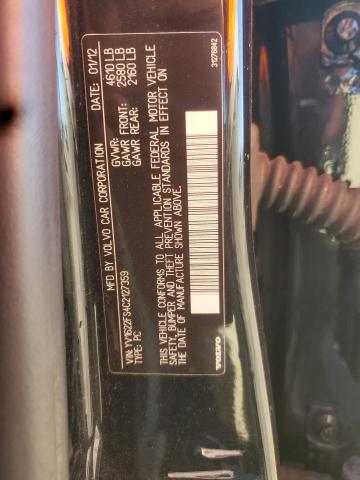 MFD BY VOLVO CAR CORPORATION DATE: 01/12
GVWR: 4610 LB
GAWR FRONT: 2580 LB
GAWR REAR: 2160 LB
VIN: YV1622FS4C2127359
TYPE: PC
THIS VEHICLE CONFORMS TO ALL APPLICABLE FEDERAL MOTOR VEHICLE
SAFETY, BUMPER AND THEFT PREVENTION STANDARDS IN EFFECT ON
THE DATE OF MANUFACTURE SHOWN ABOVE.
VOLVO 31276842